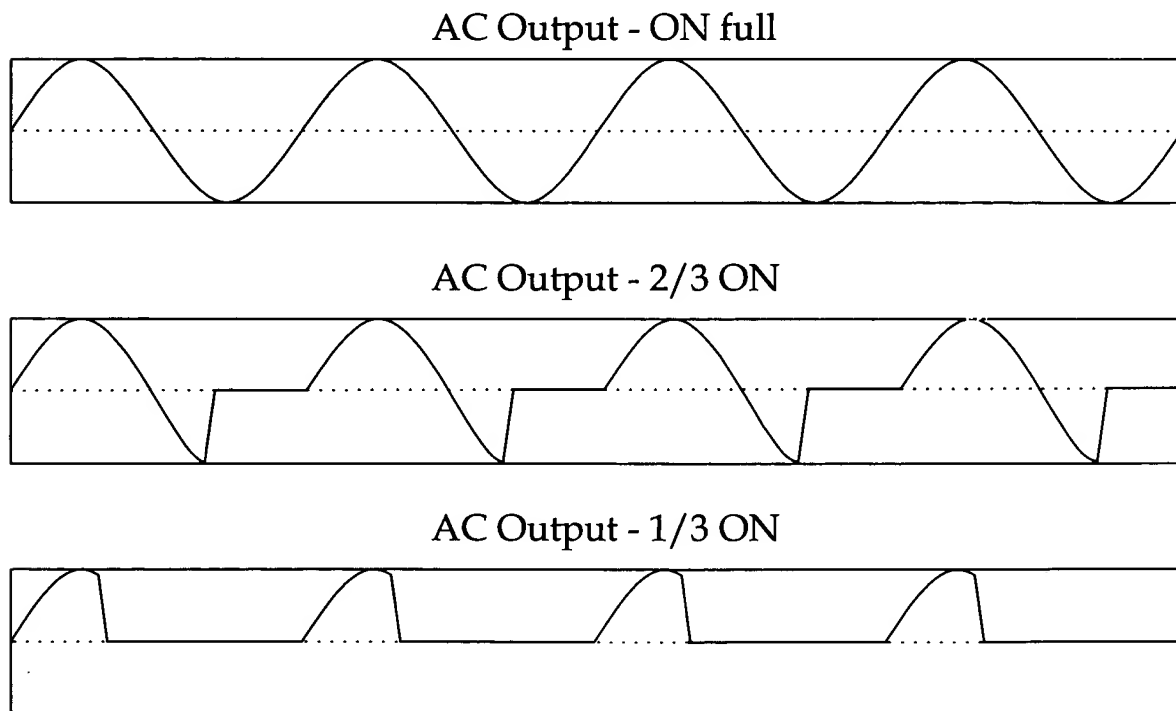 AC Output - ON full
AC Output - 2/3 ON
AC Output - 1/3 ON